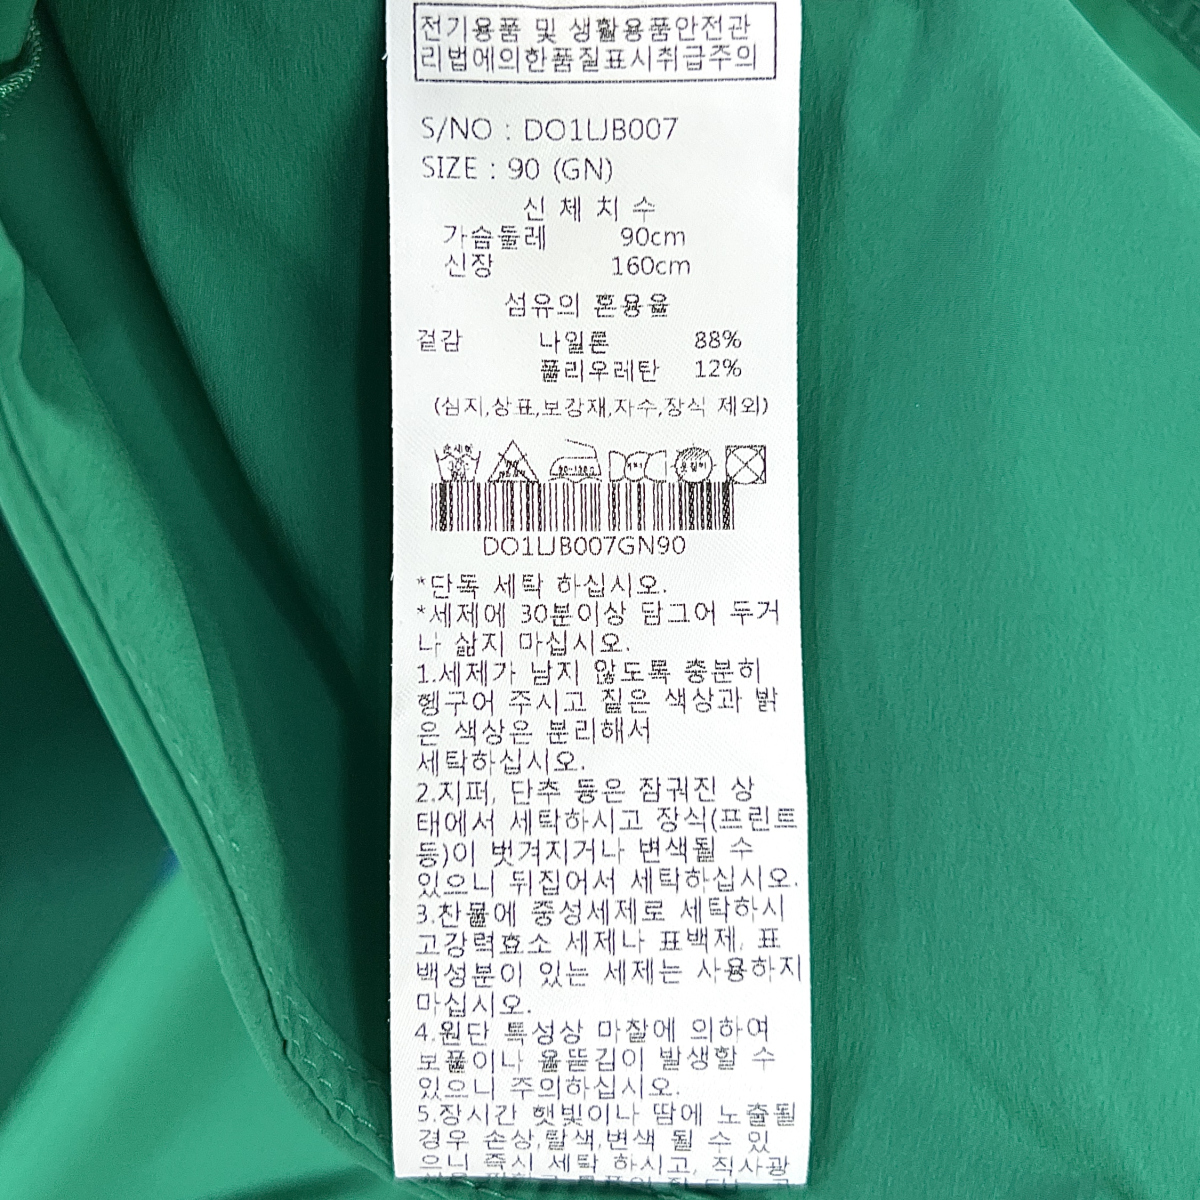 전기용품 및 생활용품안전관
리법에의한품질표시취급주의
S/NO : DO1LJB007
SIZE : 90 (GN)
신 체 치 수
가슴둘레 90cm
신장 160cm
섬유의 혼용율
겉감 나일론 88%
폴리우레탄 12%
(심지,상표,보강재,자수,장식 제외)
DO1LJB007GN90
*단독 세탁 하십시오.
*세제에 30분이상 담그어 두거
나 삶지 마십시오.
1.세제가 남지 않도록 충분히
헹구어 주시고 짙은 색상과 밝
은 색상은 분리해서
세탁하십시오.
2.지퍼, 단추 등은 잠궈진 상
태에서 세탁하시고 장식(프린트
등)이 벗겨지거나 변색될 수
있으니 뒤집어서 세탁하십시오.
3.찬물에 중성세제로 세탁하시
고강력효소 세제나 표백제, 표
백성분이 있는 세제는 사용하지
마십시오.
4.원단 특성상 마찰에 의하여
보풀이나 올뜯김이 발생할 수
있으니 주의하십시오.
5.장시간 햇빛이나 땀에 노출될
경우 손상,탈색,변색 될 수 있
으니 즉시 세탁 하시고, 직사광